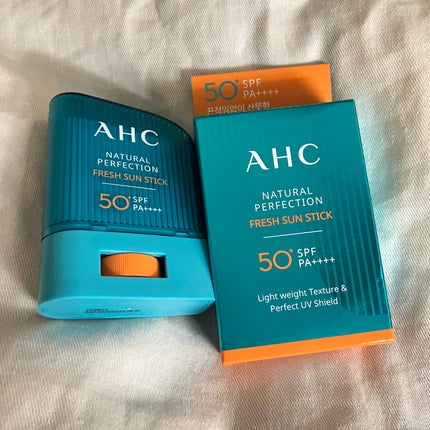 AHC
NATURAL
PERFECTION
FRESH SUN STICK
50+ SPF
PA++++
50+ SPF
PA++++
끈적임없이 산뜻한
AHC
NATURAL
PERFECTION
FRESH SUN STICK
50+ SPF
PA++++
Light weight Texture &
Perfect UV Shield